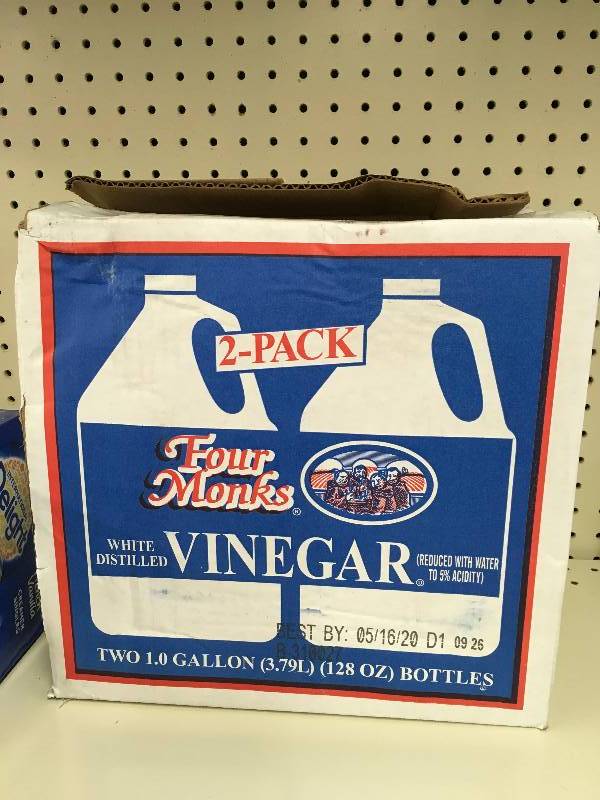 2-PACK
Four
Monks®
WHITE
DISTILLED
VINEGAR
(REDUCED WITH WATER
TO 5% ACIDITY)
BEST BY: 05/16/20 D1 09 26
TWO 1.0 GALLON (3.79L) (128 OZ) BOTTLES